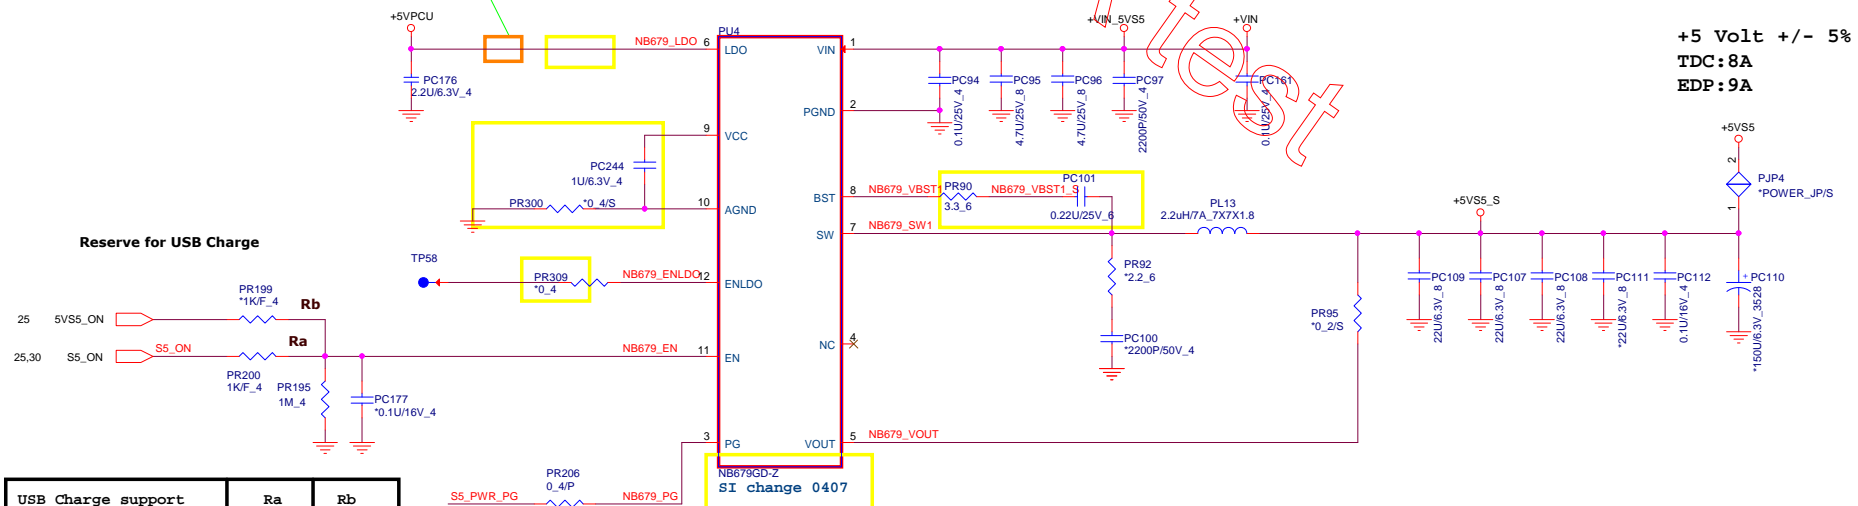 +5VPCU
PC176
2.2U/6.3V_4
NB679_LDO
6
LDO
PU4
VIN
1
+VIN_5VS5
+VIN
test
+5 Volt +/- 5%
TDC:8A
EDP:9A
PC94
0.1U/25V_4
PC95
4.7U/25V_8
PC96
4.7U/25V_8
PC97
2200P/50V_4
PC161
0.1U/25V_4
PGND
2
9
VCC
PC244
1U/6.3V_4
PR300
*0_4/S
10
AGND
BST
8
NB679_VBST1
PR90
3.3_6
NB679_VBST1_S
PC101
0.22U/25V_6
SW
7
NB679_SW1
PL13
2.2uH/7A_7X7X1.8
+5VS5_S
+5VS5
2
PJP4
*POWER_JP/S
1
Reserve for USB Charge
TP58
PR309
*0_4
NB679_ENLDO
12
ENLDO
PR92
*2.2_6
PC100
*2200P/50V_4
PR95
*0_2/S
PC109
22U/6.3V_8
PC107
22U/6.3V_8
PC108
22U/6.3V_8
PC111
*22U/6.3V_8
PC112
0.1U/16V_4
+
PC110
*150U/6.3V_3528
PR199
*1K/F_4
Rb
25
5VS5_ON
25,30
S5_ON
S5_ON
Ra
PR200
1K/F_4
PR195
1M_4
PC177
*0.1U/16V_4
NB679_EN
11
EN
NC
4
3
PG
VOUT
5
NB679_VOUT
NB679GD-Z
SI change 0407
S5_PWR_PG
PR206
0_4/P
NB679_PG
USB Charge support
Ra
Rb